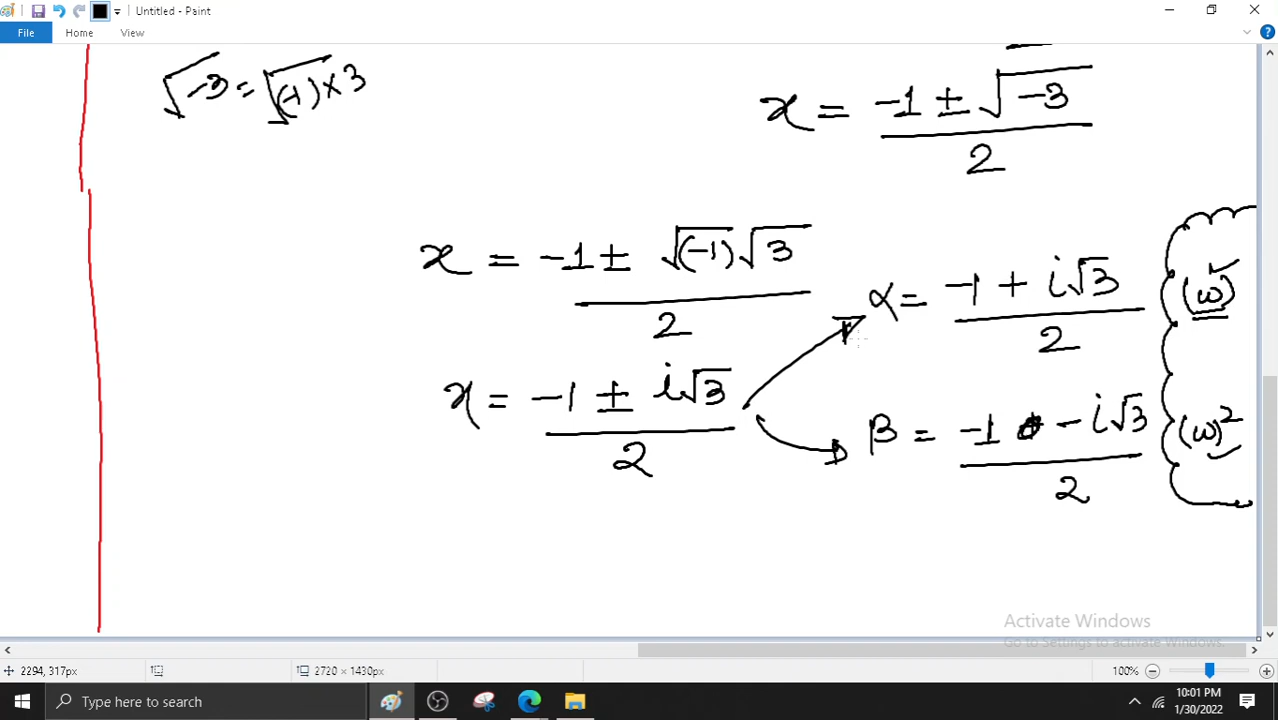 Untitled - Paint
File Home View
√-3 = √(-1)×3
x = (-1 ± √-3)/2
x = (-1 ± √(-1)√3)/2
α = (-1 + i√3)/2 (ω)
x = (-1 ± i√3)/2
β = (-1 - i√3)/2 (ω)²
Activate Windows
Go to Settings to activate Windows.
2294, 317px
2720 × 1430px
100%
Type here to search
10:01 PM
1/30/2022